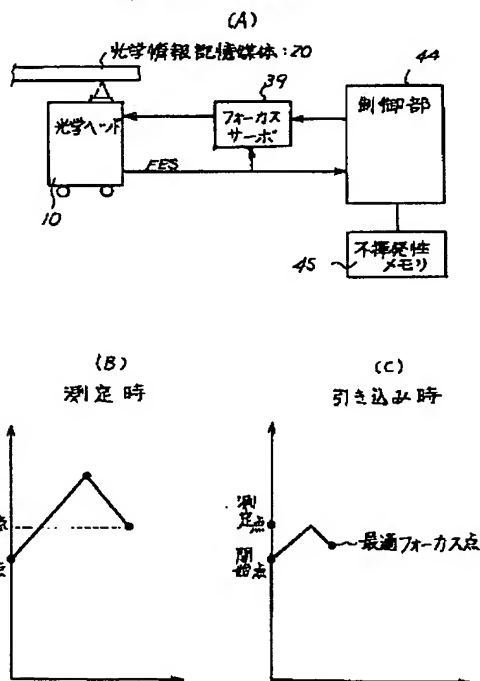 (A)
光学情報記憶媒体:20
44
39
制御部
光学ヘッド
フォーカス
サーボ
FES
10
不揮発性
メモリ
45
(B)
測定時
点
点
(C)
引き込み時
測定点
開始点
最適フォーカス点